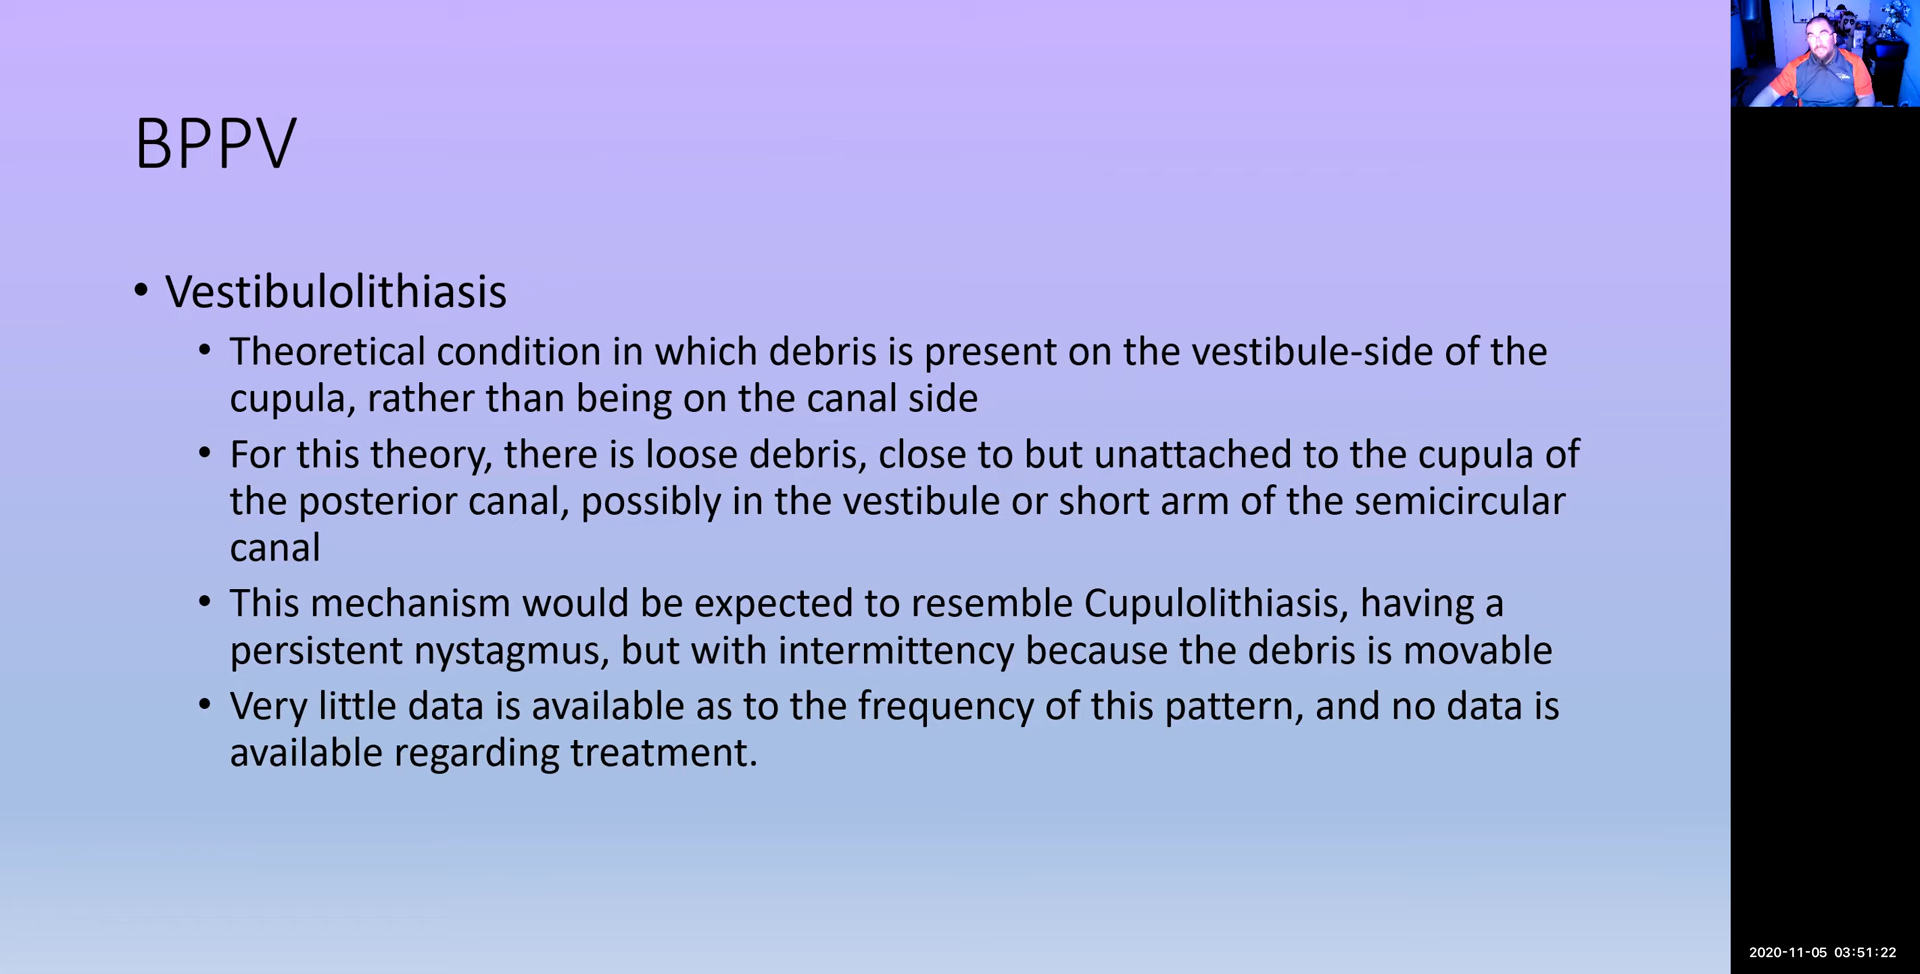 BPPV
• Vestibulolithiasis
• Theoretical condition in which debris is present on the vestibule-side of the
cupula, rather than being on the canal side
• For this theory, there is loose debris, close to but unattached to the cupula of
the posterior canal, possibly in the vestibule or short arm of the semicircular
canal
• This mechanism would be expected to resemble Cupulolithiasis, having a
persistent nystagmus, but with intermittency because the debris is movable
• Very little data is available as to the frequency of this pattern, and no data is
available regarding treatment.
2020-11-05 03:51:22